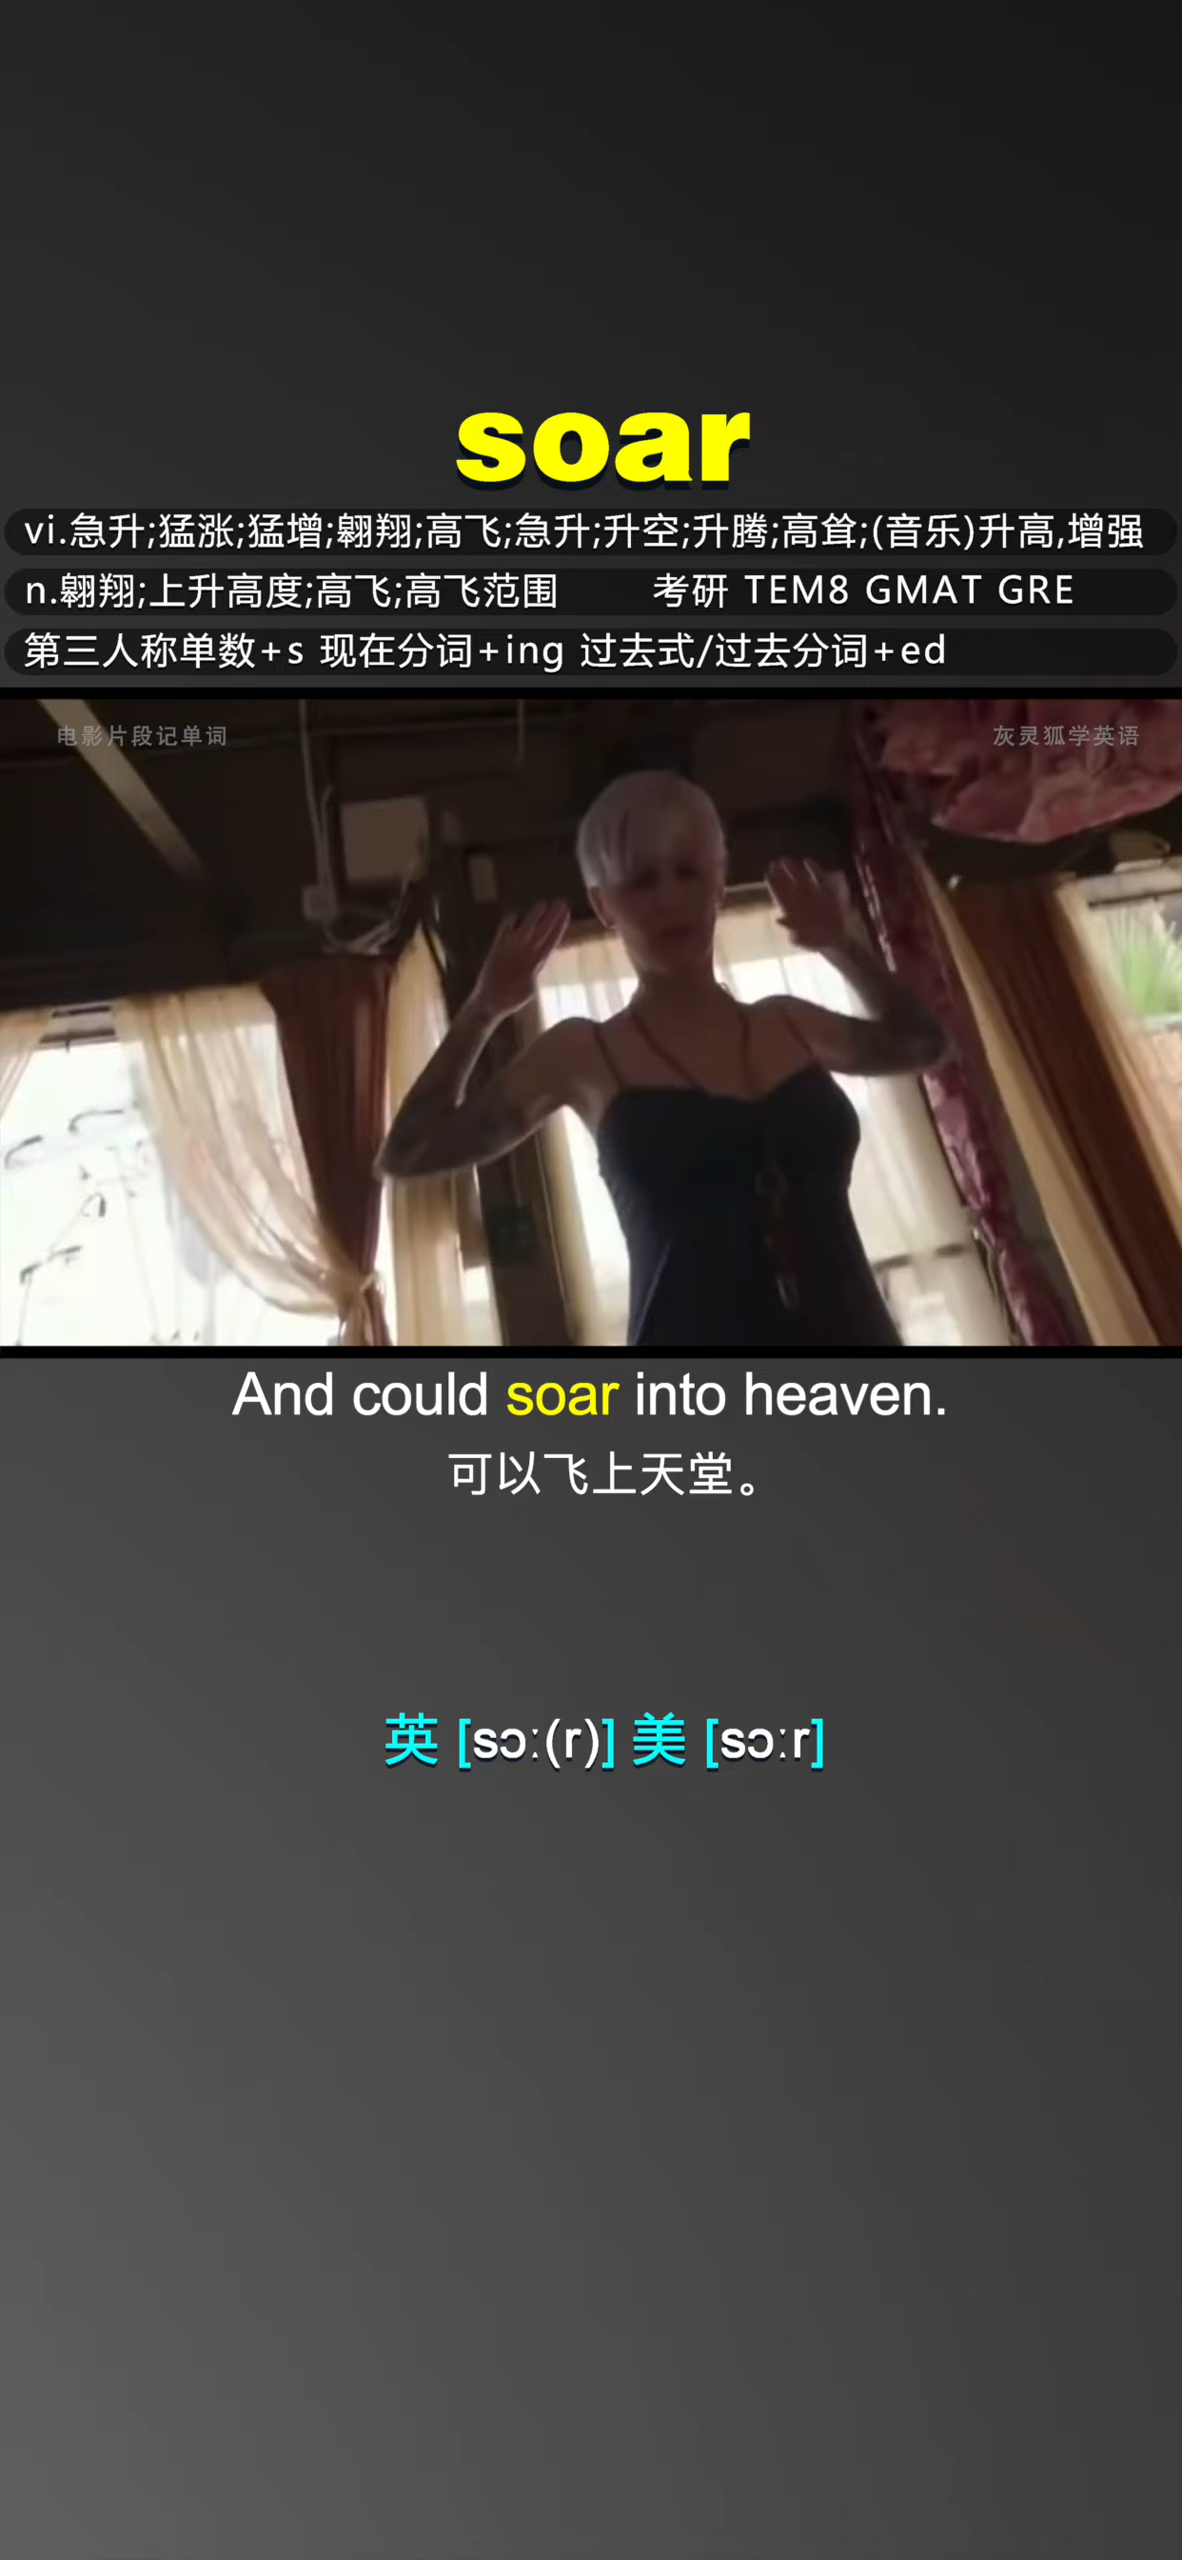 soar
vi.急升;猛涨;猛增;翱翔;高飞;急升;升空;升腾;高耸;(音乐)升高,增强
n.翱翔;上升高度;高飞;高飞范围 考研 TEM8 GMAT GRE
第三人称单数+s 现在分词+ing 过去式/过去分词+ed
电影片段记单词 灰灵狐学英语
And could soar into heaven.
可以飞上天堂。
英 [sɔː(r)] 美 [sɔːr]